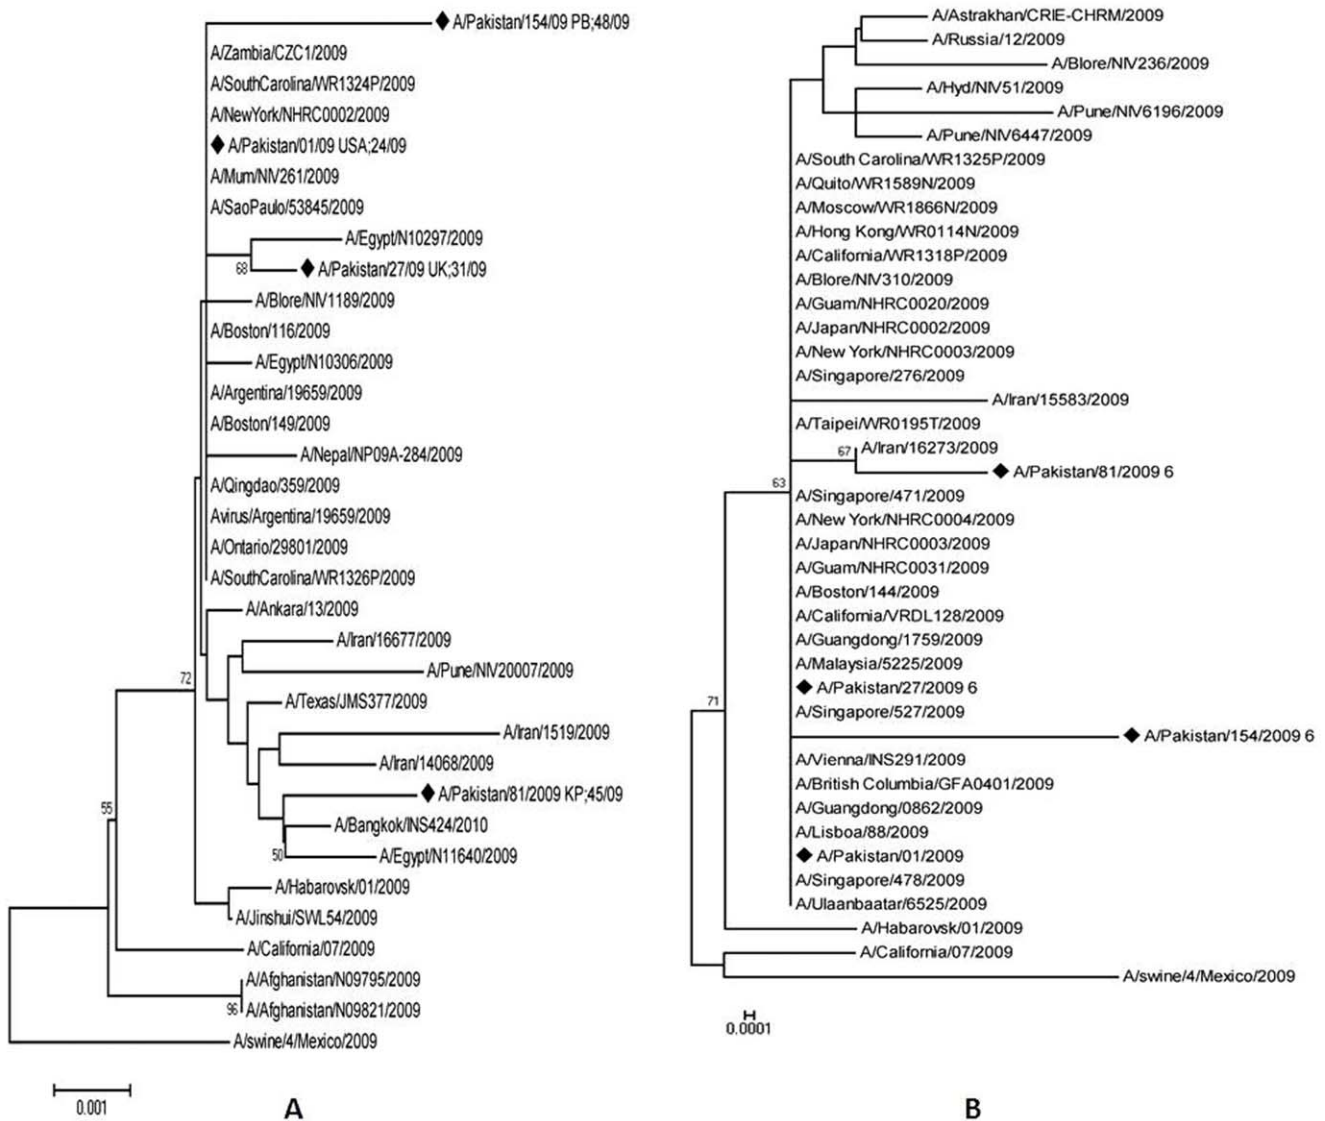 A/Pakistan/154/09 PB;48/09
A/Zambia/CZC1/2009
A/SouthCarolina/WR1324P/2009
A/NewYork/NHRC0002/2009
A/Pakistan/01/09 USA;24/09
A/Mum/NIV261/2009
A/SaoPaulo/53845/2009
A/Egypt/N10297/2009
68
A/Pakistan/27/09 UK;31/09
A/Blore/NIV1189/2009
A/Boston/116/2009
A/Egypt/N10306/2009
A/Argentina/19659/2009
A/Boston/149/2009
A/Nepal/NP09A-284/2009
A/Qingdao/359/2009
Avirus/Argentina/19659/2009
A/Ontario/29801/2009
A/SouthCarolina/WR1326P/2009
A/Ankara/13/2009
A/Iran/16677/2009
A/Pune/NIV20007/2009
72
A/Texas/JMS377/2009
A/Iran/1519/2009
A/Iran/14068/2009
A/Pakistan/81/2009 KP;45/09
55
A/Bangkok/INS424/2010
50
A/Egypt/N11640/2009
A/Habarovsk/01/2009
A/Jinshui/SWL54/2009
A/California/07/2009
A/Afghanistan/N09795/2009
96
A/Afghanistan/N09821/2009
A/swine/4/Mexico/2009
0.001
A
A/Astrakhan/CRIE-CHRM/2009
A/Russia/12/2009
A/Blore/NIV236/2009
A/Hyd/NIV51/2009
A/Pune/NIV6196/2009
A/Pune/NIV6447/2009
A/South Carolina/WR1325P/2009
A/Quito/WR1589N/2009
A/Moscow/WR1866N/2009
A/Hong Kong/WR0114N/2009
A/California/WR1318P/2009
A/Blore/NIV310/2009
A/Guam/NHRC0020/2009
A/Japan/NHRC0002/2009
A/New York/NHRC0003/2009
A/Singapore/276/2009
A/Iran/15583/2009
A/Taipei/WR0195T/2009
67
A/Iran/16273/2009
A/Pakistan/81/2009 6
63
A/Singapore/471/2009
A/New York/NHRC0004/2009
A/Japan/NHRC0003/2009
A/Guam/NHRC0031/2009
A/Boston/144/2009
A/California/VRDL128/2009
A/Guangdong/1759/2009
A/Malaysia/5225/2009
A/Pakistan/27/2009 6
71
A/Singapore/527/2009
A/Pakistan/154/2009 6
A/Vienna/INS291/2009
A/British Columbia/GFA0401/2009
A/Guangdong/0862/2009
A/Lisboa/88/2009
A/Pakistan/01/2009
A/Singapore/478/2009
A/Ulaanbaatar/6525/2009
A/Habarovsk/01/2009
A/California/07/2009
A/swine/4/Mexico/2009
0.0001
B